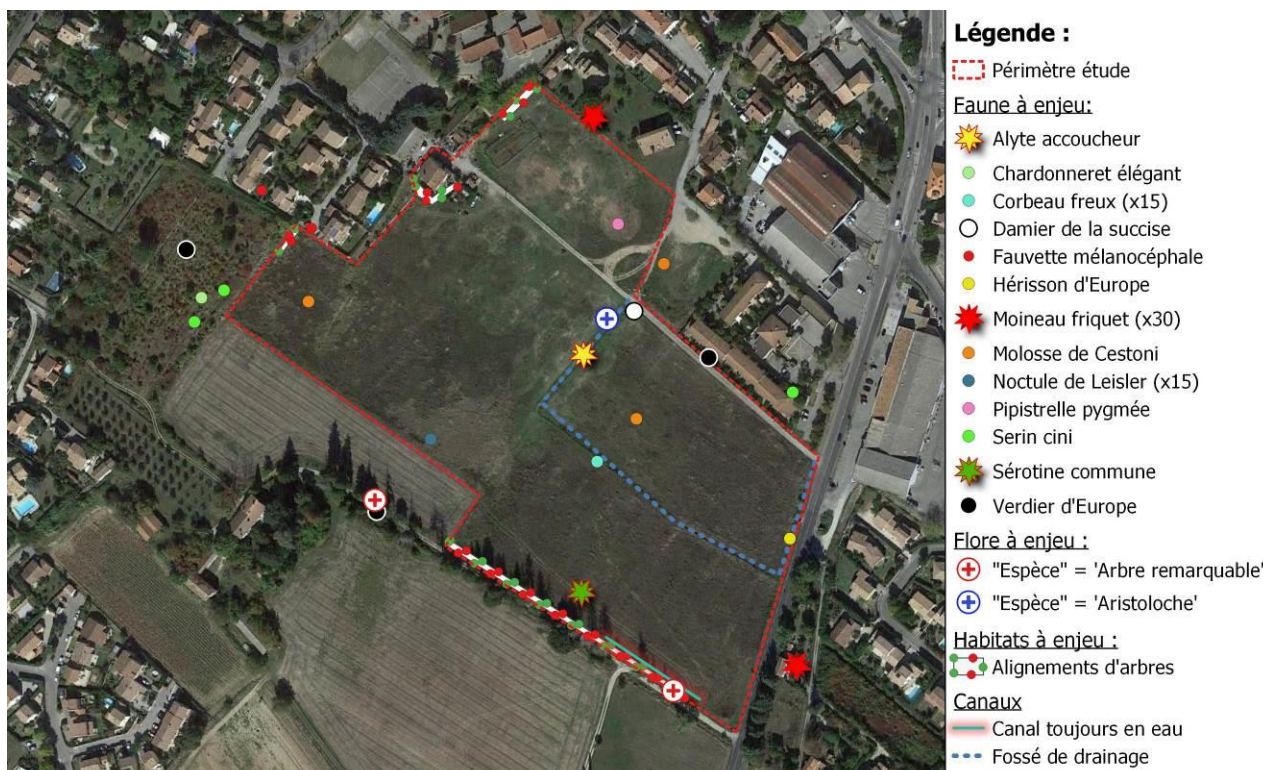 Légende :
Périmètre étude
Faune à enjeu:
Alyte accoucheur
Chardonneret élégant
Corbeau freux (x15)
Damier de la succise
Fauvette mélanocéphale
Hérisson d'Europe
Moineau friquet (x30)
Molosse de Cestoni
Noctule de Leisler (x15)
Pipistrelle pygmée
Serin cini
Sérotine commune
Verdier d'Europe
Flore à enjeu :
"Espèce" = 'Arbre remarquable'
"Espèce" = 'Aristoloche'
Habitats à enjeu :
Alignements d'arbres
Canaux
Canal toujours en eau
Fossé de drainage